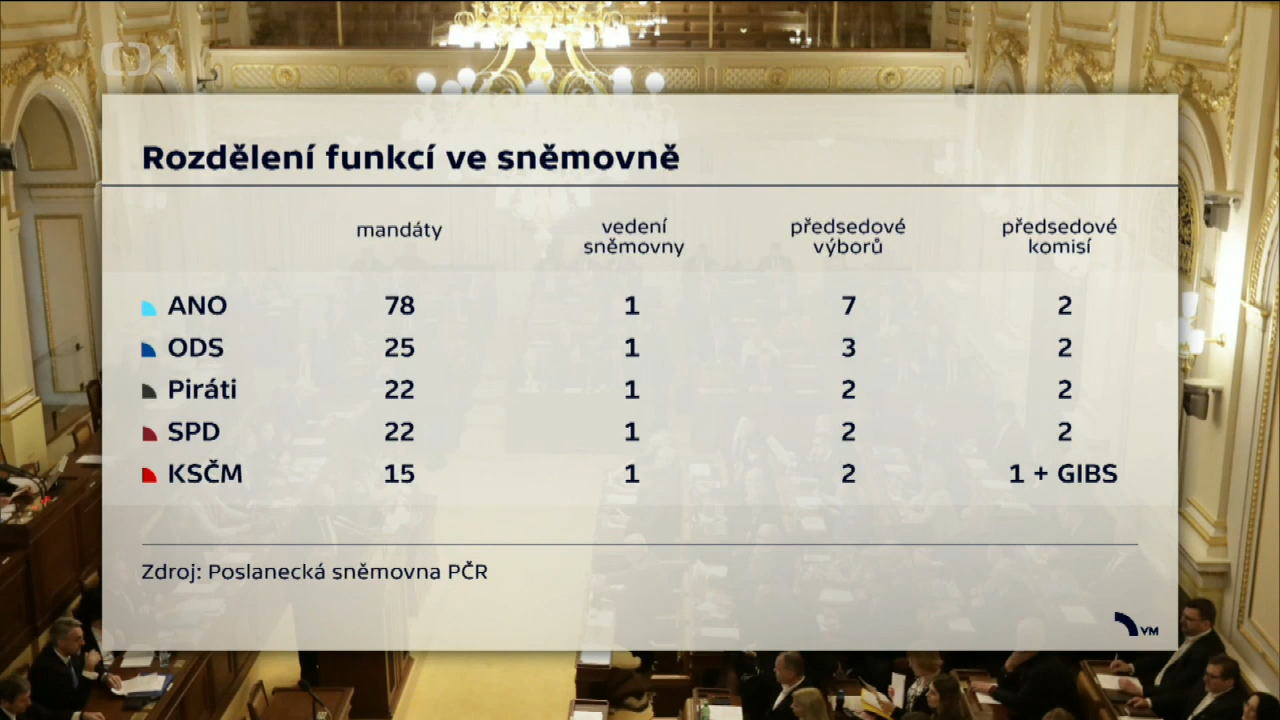 ČT1
Rozdělení funkcí ve sněmovně
mandáty vedení sněmovny předsedové výborů předsedové komisí
ANO 78 1 7 2
ODS 25 1 3 2
Piráti 22 1 2 2
SPD 22 1 2 2
KSČM 15 1 2 1 + GIBS
Zdroj: Poslanecká sněmovna PČR
VM